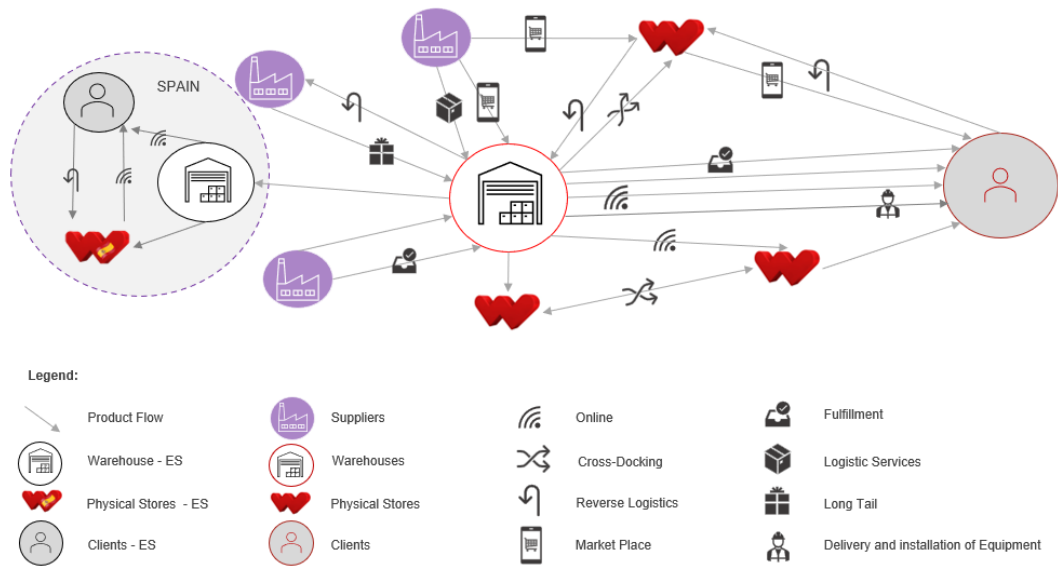 SPAIN
Legend:
Product Flow
Suppliers
Online
Fulfillment
Warehouse - ES
Warehouses
Cross-Docking
Logistic Services
Physical Stores - ES
Physical Stores
Reverse Logistics
Long Tail
Clients - ES
Clients
Market Place
Delivery and installation of Equipment